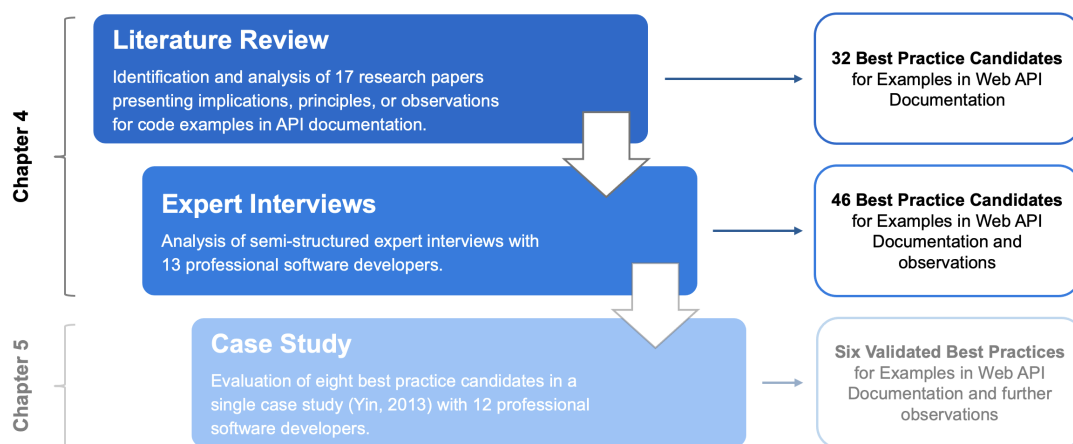 Chapter 4
Literature Review
Identification and analysis of 17 research papers
presenting implications, principles, or observations
for code examples in API documentation.
32 Best Practice Candidates
for Examples in Web API
Documentation
Expert Interviews
Analysis of semi-structured expert interviews with
13 professional software developers.
46 Best Practice Candidates
for Examples in Web API
Documentation and
observations
Chapter 5
Case Study
Evaluation of eight best practice candidates in a
single case study (Yin, 2013) with 12 professional
software developers.
Six Validated Best Practices
for Examples in Web API
Documentation and further
observations